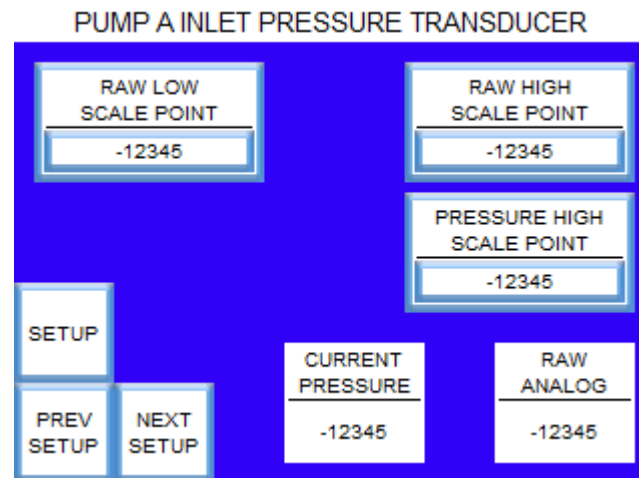 PUMP A INLET PRESSURE TRANSDUCER
RAW LOW
SCALE POINT
-12345
RAW HIGH
SCALE POINT
-12345
PRESSURE HIGH
SCALE POINT
-12345
SETUP
PREV
SETUP
NEXT
SETUP
CURRENT
PRESSURE
-12345
RAW
ANALOG
-12345